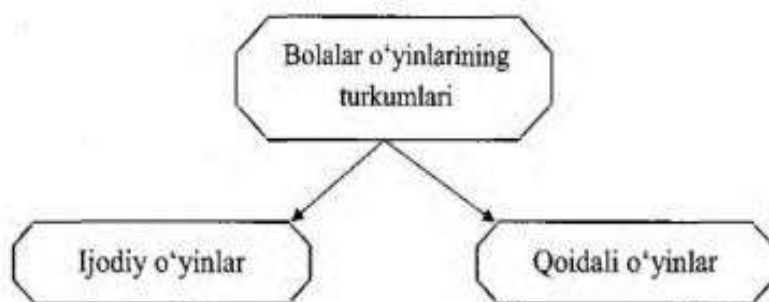 Bolalar o‘yinlarining
turkumlari
Ijodiy o‘yinlar
Qoidali o‘yinlar